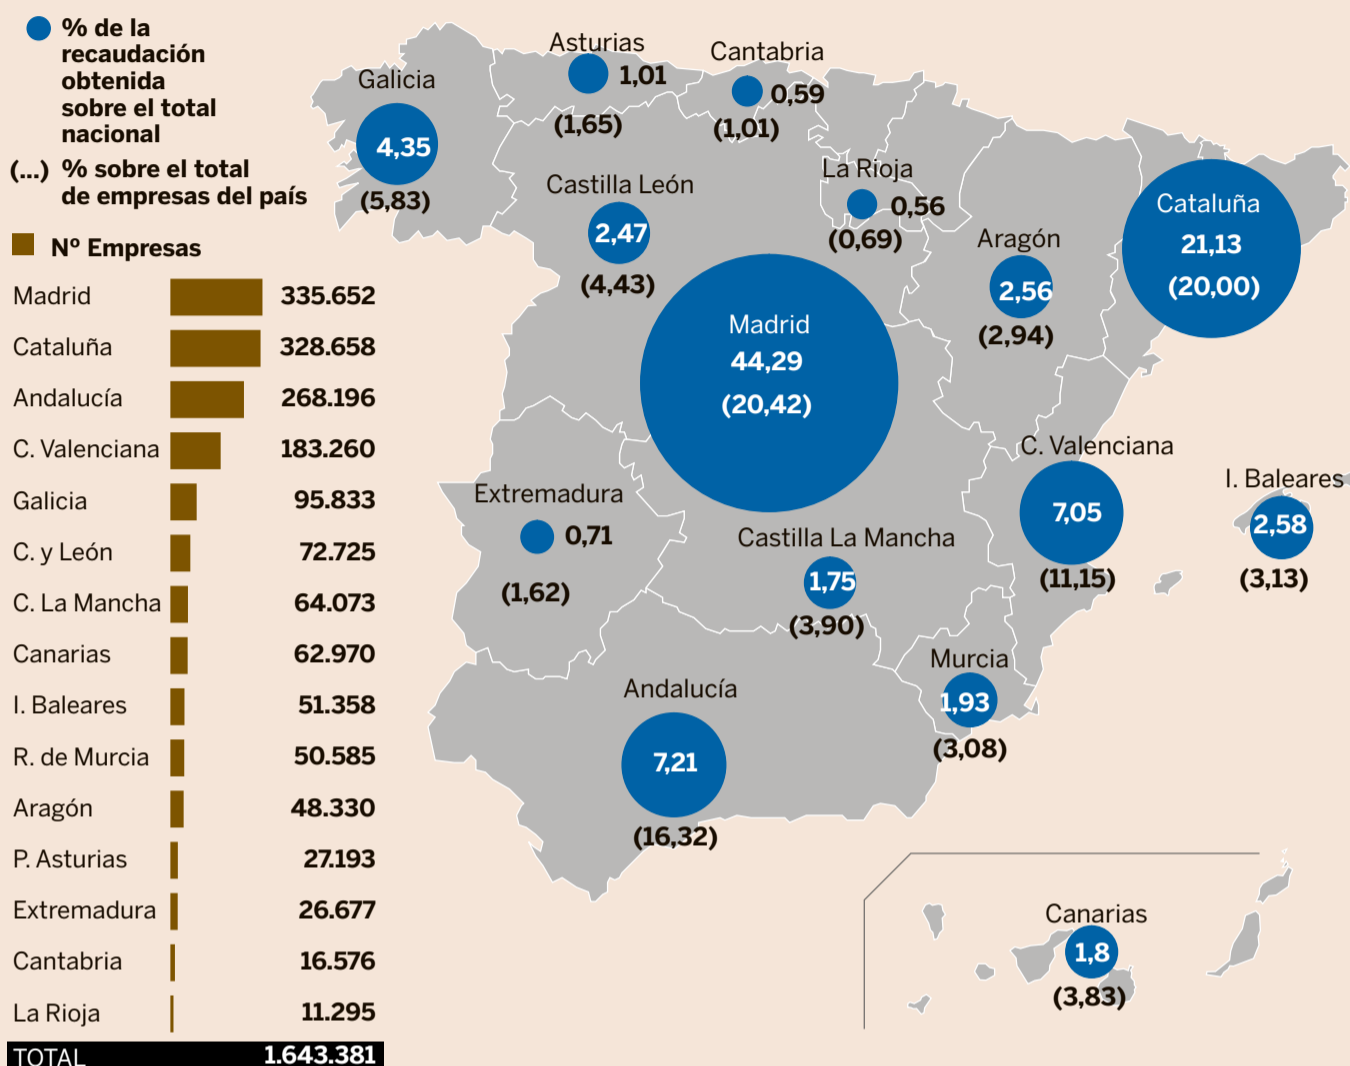 % de la
recaudación
obtenida
sobre el total
nacional
(...) % sobre el total
de empresas del país
Nº Empresas
Madrid 335.652
Cataluña 328.658
Andalucía 268.196
C. Valenciana 183.260
Galicia 95.833
C. y León 72.725
C. La Mancha 64.073
Canarias 62.970
I. Baleares 51.358
R. de Murcia 50.585
Aragón 48.330
P. Asturias 27.193
Extremadura 26.677
Cantabria 16.576
La Rioja 11.295
TOTAL 1.643.381
Galicia
4,35
(5,83)
Asturias
1,01
(1,65)
Cantabria
0,59
(1,01)
Castilla León
2,47
(4,43)
La Rioja
0,56
(0,69)
Aragón
2,56
(2,94)
Cataluña
21,13
(20,00)
Madrid
44,29
(20,42)
Extremadura
0,71
(1,62)
Castilla La Mancha
1,75
(3,90)
C. Valenciana
7,05
(11,15)
I. Baleares
2,58
(3,13)
Murcia
1,93
(3,08)
Andalucía
7,21
(16,32)
Canarias
1,8
(3,83)